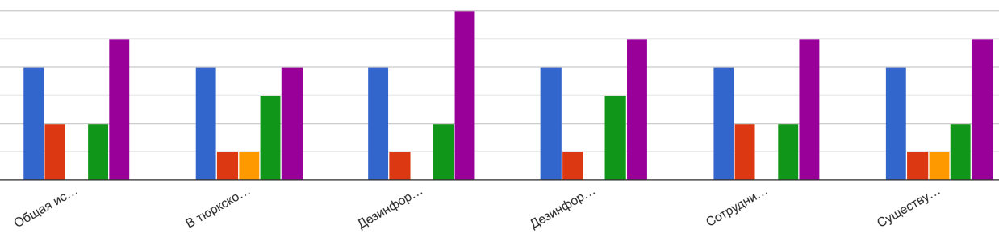 Общая ис...
В тюркско...
Дезинфор...
Дезинфор...
Сотрудни...
Существу...